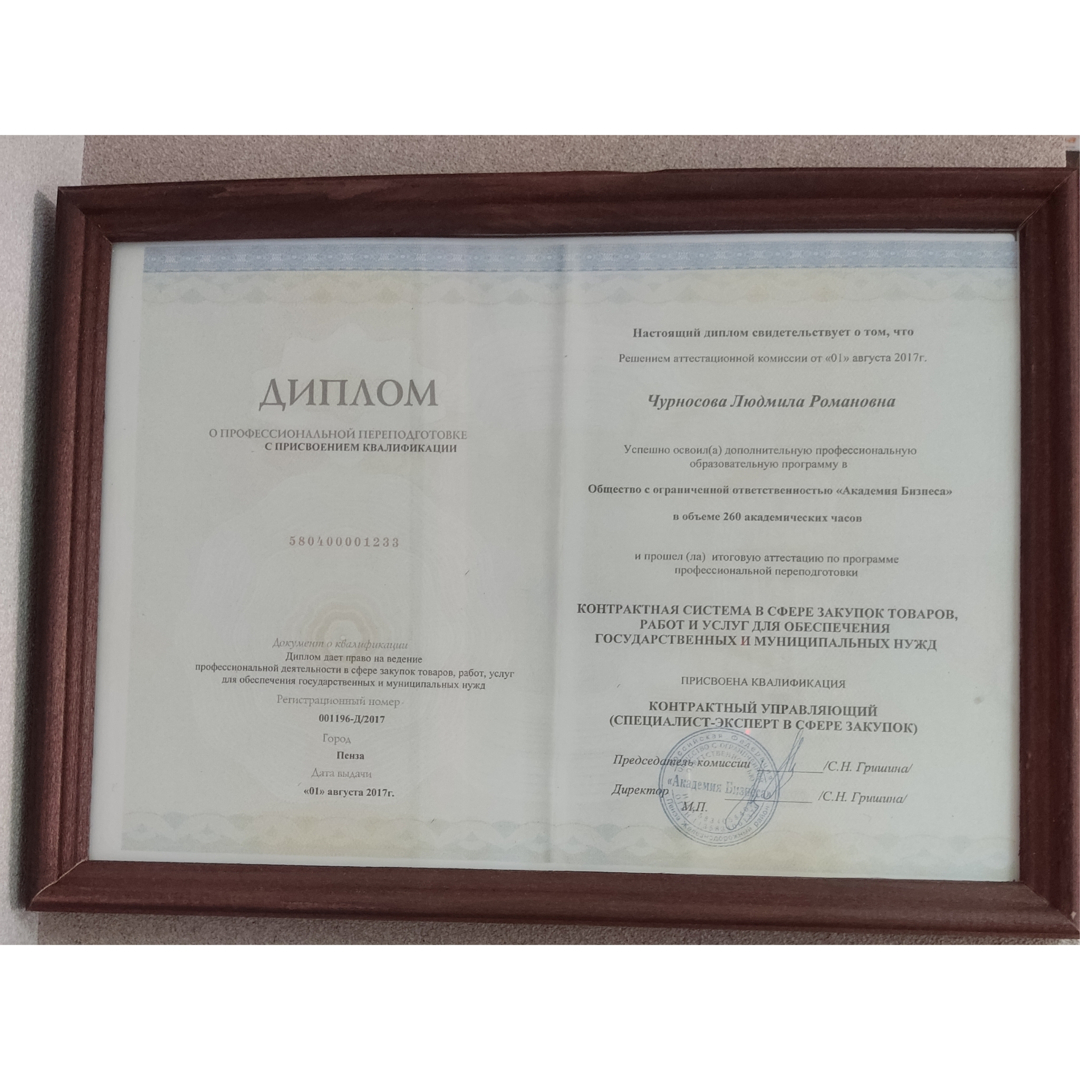 ДИПЛОМ
О ПРОФЕССИОНАЛЬНОЙ ПЕРЕПОДГОТОВКЕ
С ПРИСВОЕНИЕМ КВАЛИФИКАЦИИ
580400001233
Документ о квалификации
Диплом дает право на ведение
профессиональной деятельности в сфере закупок товаров, работ, услуг
для обеспечения государственных и муниципальных нужд
Регистрационный номер
001196-Д/2017
Город
Пенза
Дата выдачи
«01» августа 2017г.
Настоящий диплом свидетельствует о том, что
Решением аттестационной комиссии от «01» августа 2017г.
Чурносова Людмила Романовна
Успешно освоил(а) дополнительную профессиональную
образовательную программу в
Общество с ограниченной ответственностью «Академия Бизнеса»
в объеме 260 академических часов
и прошел (ла) итоговую аттестацию по программе
профессиональной переподготовки
КОНТРАКТНАЯ СИСТЕМА В СФЕРЕ ЗАКУПОК ТОВАРОВ,
РАБОТ И УСЛУГ ДЛЯ ОБЕСПЕЧЕНИЯ
ГОСУДАРСТВЕННЫХ И МУНИЦИПАЛЬНЫХ НУЖД
ПРИСВОЕНА КВАЛИФИКАЦИЯ
КОНТРАКТНЫЙ УПРАВЛЯЮЩИЙ
(СПЕЦИАЛИСТ-ЭКСПЕРТ В СФЕРЕ ЗАКУПОК)
Председатель комиссии ___________/С.Н. Гришина/
Директор ___________ /С.Н. Гришина/
М.П.
«Академия Бизнеса»